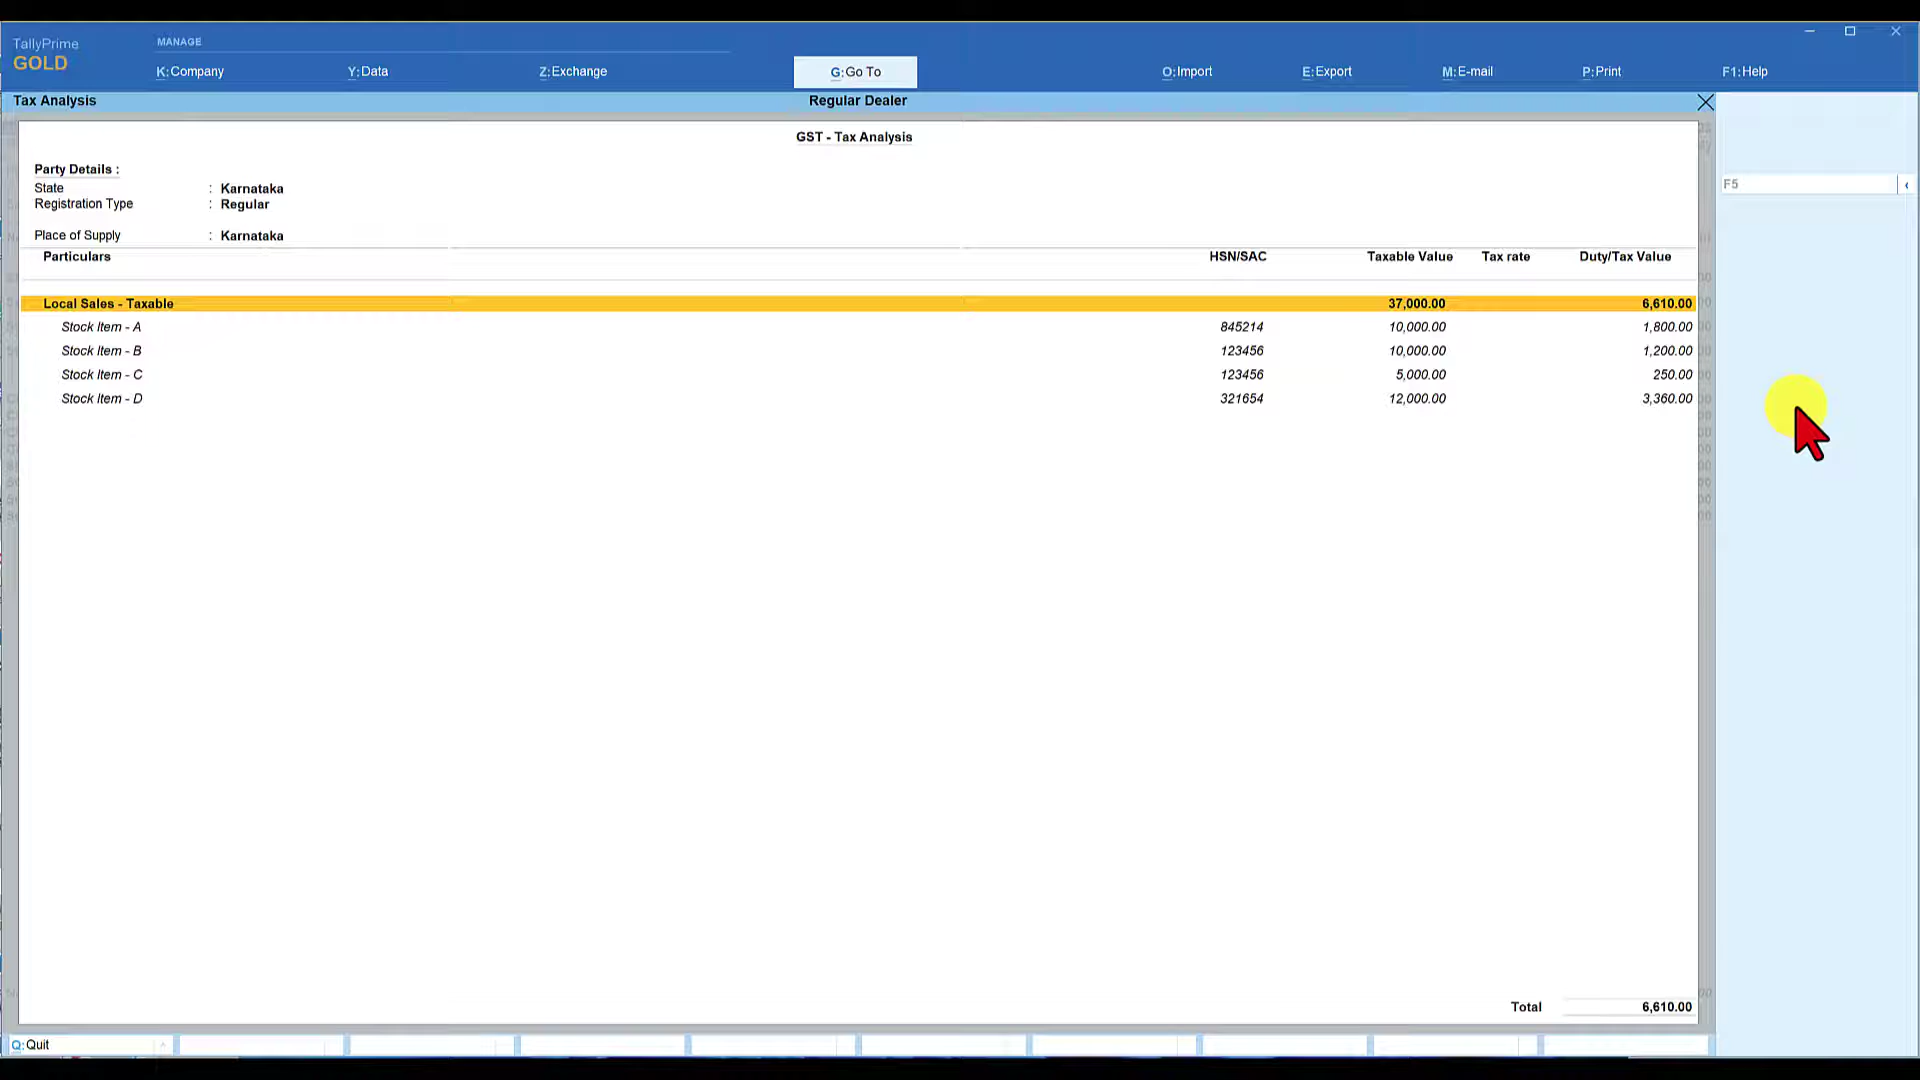 TallyPrime
GOLD
MANAGE
K:Company Y:Data Z:Exchange G:Go To O:Import E:Export M:E-mail P:Print F1:Help
Tax Analysis Regular Dealer
GST - Tax Analysis
Party Details :
State : Karnataka
Registration Type : Regular
F5
Place of Supply : Karnataka
Particulars HSN/SAC Taxable Value Tax rate Duty/Tax Value
Local Sales - Taxable 37,000.00 6,610.00
Stock Item - A 845214 10,000.00 1,800.00
Stock Item - B 123456 10,000.00 1,200.00
Stock Item - C 123456 5,000.00 250.00
Stock Item - D 321654 12,000.00 3,360.00
Total 6,610.00
Q:Quit